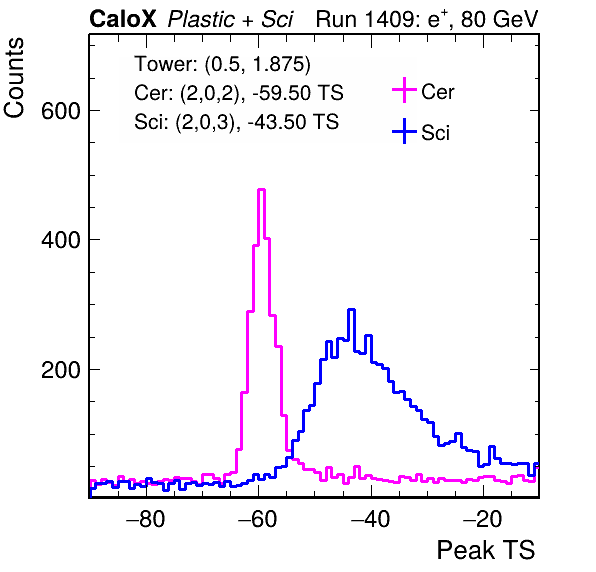 CaloX Plastic + Sci Run 1409: e+, 80 GeV
Tower: (0.5, 1.875)
Cer: (2,0,2), -59.50 TS
Sci: (2,0,3), -43.50 TS
Cer
Sci
Counts
600
400
200
−80 −60 −40 −20
Peak TS